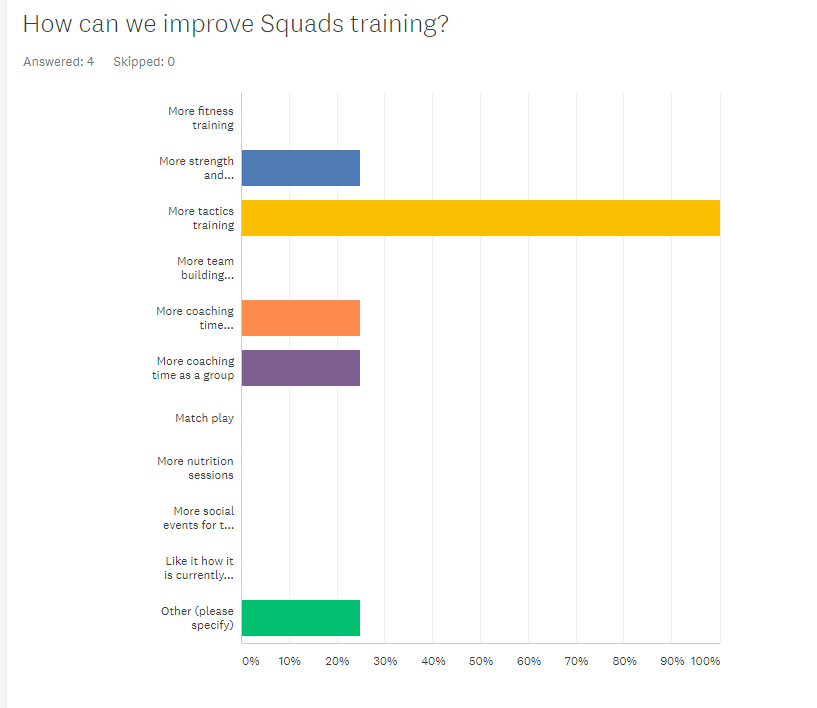 How can we improve Squads training?
Answered: 4 Skipped: 0
More fitness
training
More strength
and...
More tactics
training
More team
building...
More coaching
time...
More coaching
time as a group
Match play
More nutrition
sessions
More social
events for t...
Like it how it
is currently...
Other (please
specify)
0% 10% 20% 30% 40% 50% 60% 70% 80% 90% 100%